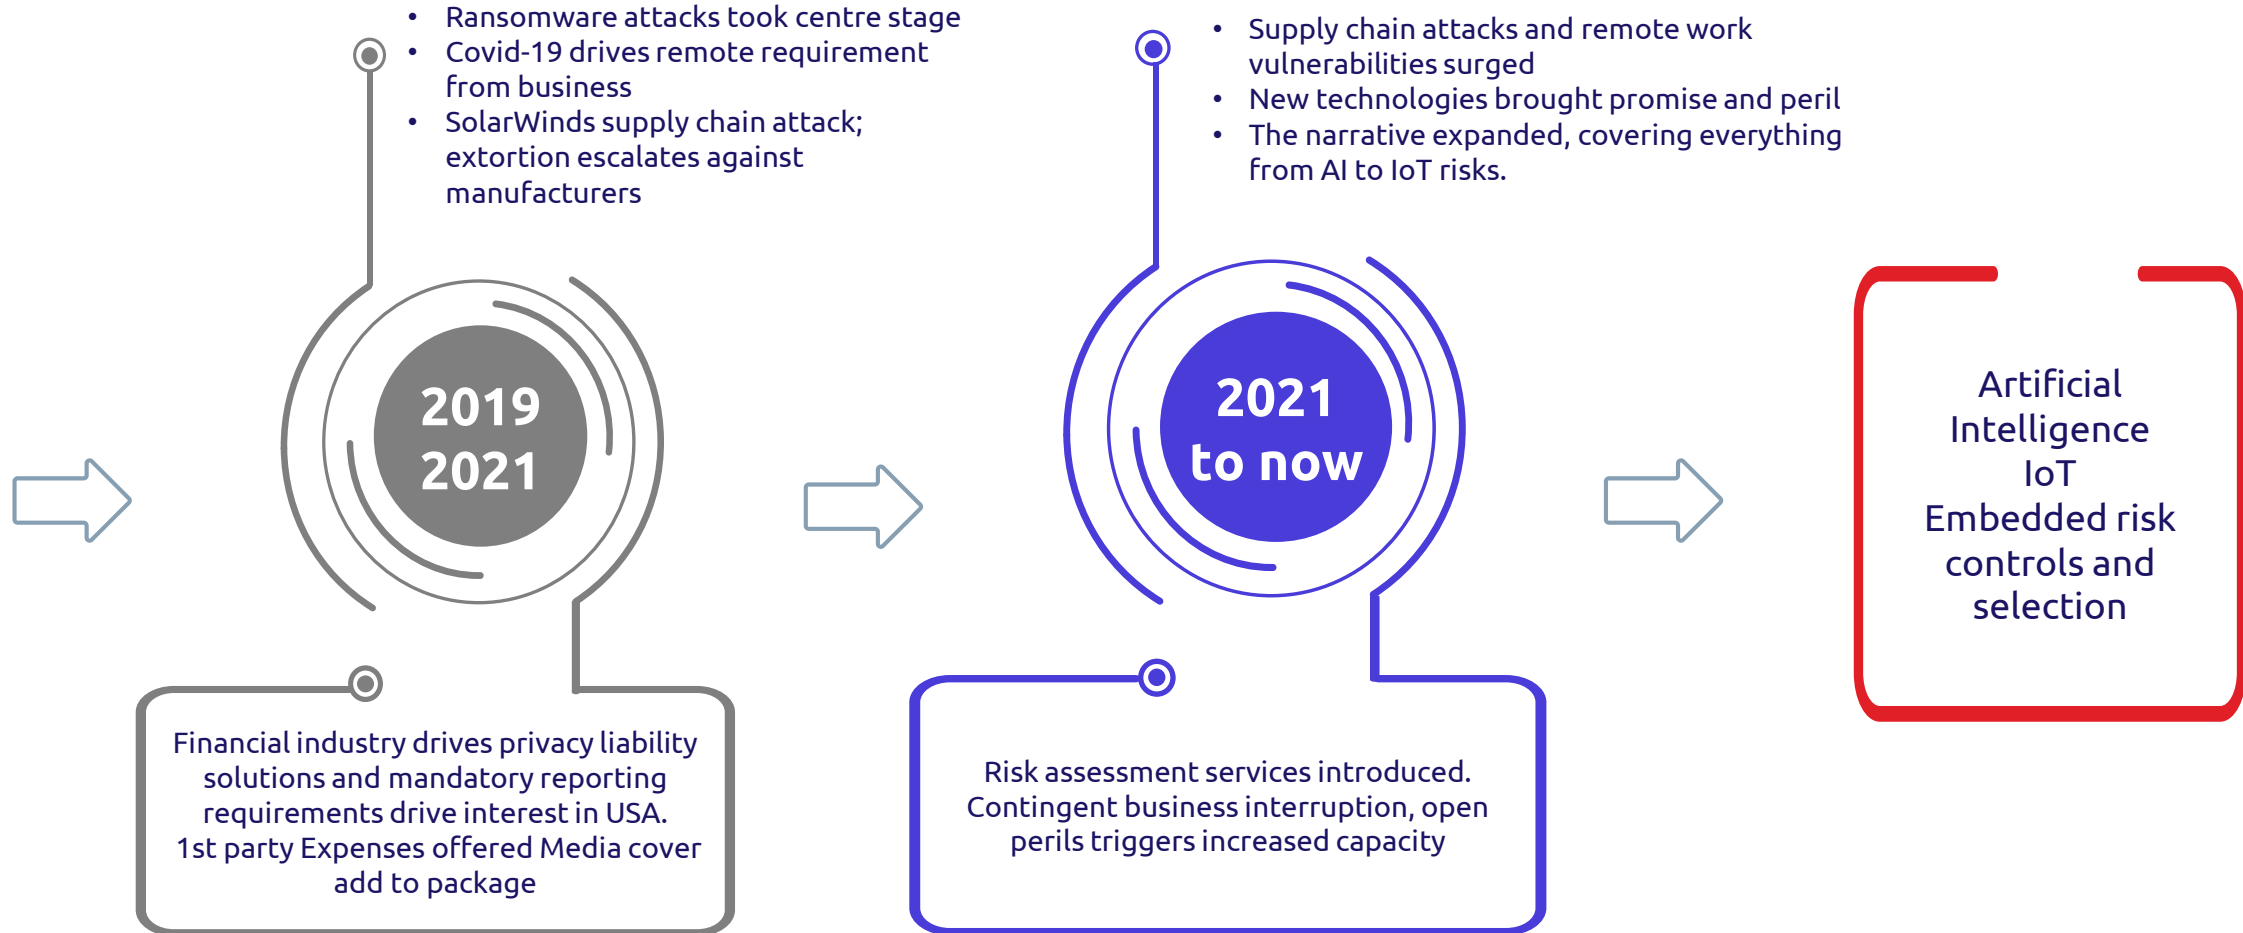 • Ransomware attacks took centre stage
• Covid-19 drives remote requirement
from business
• SolarWinds supply chain attack;
extortion escalates against
manufacturers
2019
2021
Financial industry drives privacy liability
solutions and mandatory reporting
requirements drive interest in USA.
1st party Expenses offered Media cover
add to package
• Supply chain attacks and remote work
vulnerabilities surged
• New technologies brought promise and peril
• The narrative expanded, covering everything
from AI to IoT risks.
2021
to now
Risk assessment services introduced.
Contingent business interruption, open
perils triggers increased capacity
Artificial
Intelligence
IoT
Embedded risk
controls and
selection